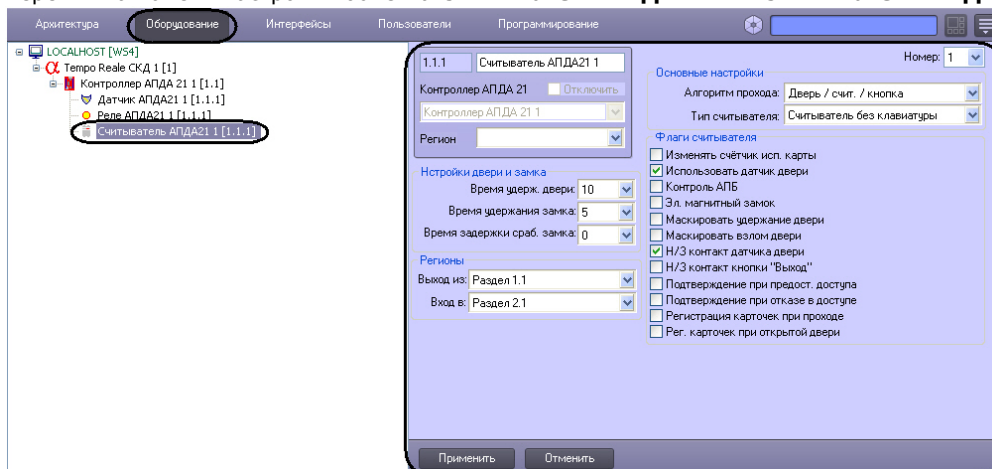 Архитектура Оборудование Интерфейсы Пользователи Программирование
LOCALHOST [WS4]
Tempo Reale СКД 1 [1]
Контроллер АПДА 21 1 [1.1]
Датчик АПДА21 1 [1.1.1]
Реле АПДА21 1 [1.1.1]
Считыватель АПДА21 1 [1.1.1]
1.1.1 Считыватель АПДА21 1
Контроллер АПДА 21 Отключить
Контроллер АПДА 21 1
Регион
Нстройки двери и замка
Время удерж. двери: 10
Время удержания замка: 5
Время задержки сраб. замка: 0
Регионы
Выход из: Раздел 1.1
Вход в: Раздел 2.1
Номер: 1
Основные настройки
Алгоритм прохода: Дверь / счит. / кнопка
Тип считывателя: Считыватель без клавиатуры
Флаги считывателя
Изменять счётчик исп. карты
Использовать датчик двери
Контроль АПБ
Эл. магнитный замок
Маскировать удержание двери
Маскировать взлом двери
Н/З контакт датчика двери
Н/З контакт кнопки "Выход"
Подтверждение при предост. доступа
Подтверждение при отказе в доступе
Регистрация карточек при проходе
Рег. карточек при открытой двери
Применить Отменить